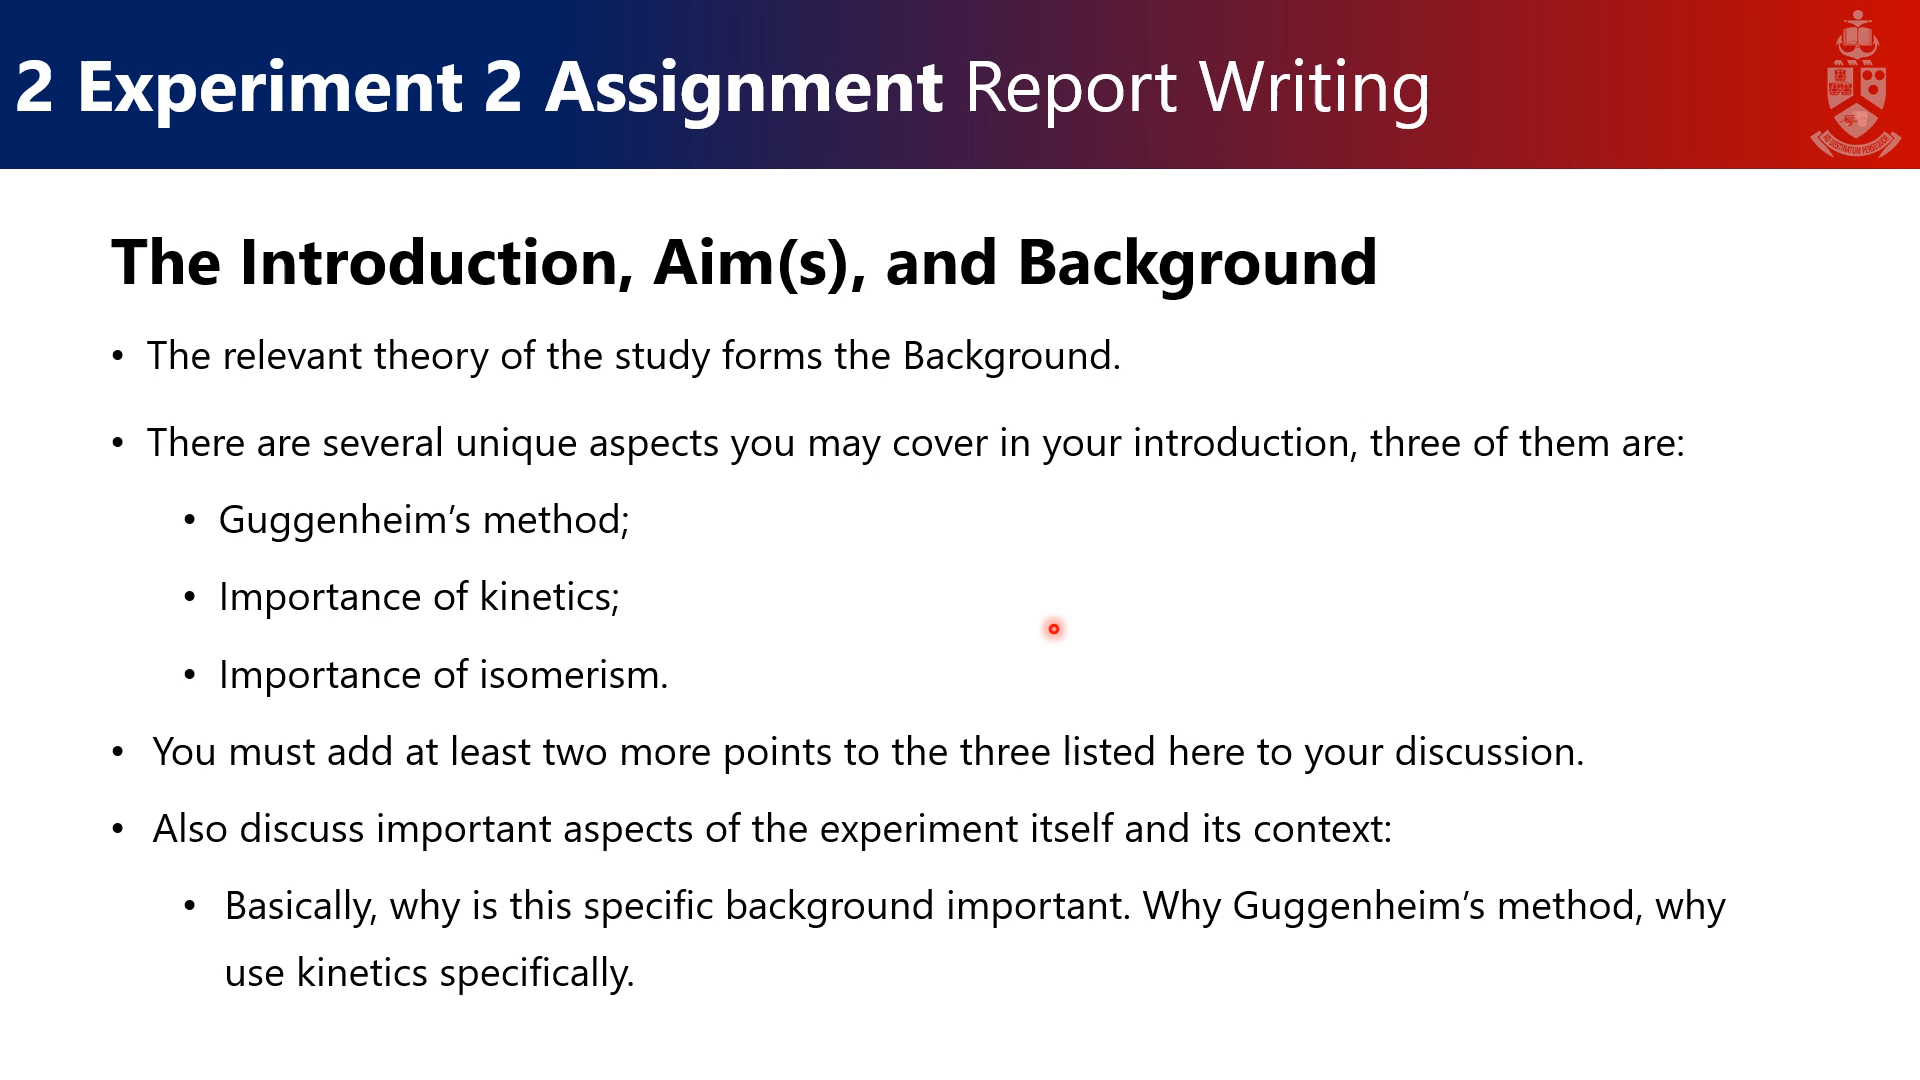 2 Experiment 2 Assignment Report Writing
The Introduction, Aim(s), and Background
• The relevant theory of the study forms the Background.
• There are several unique aspects you may cover in your introduction, three of them are:
• Guggenheim’s method;
• Importance of kinetics;
• Importance of isomerism.
• You must add at least two more points to the three listed here to your discussion.
• Also discuss important aspects of the experiment itself and its context:
• Basically, why is this specific background important. Why Guggenheim’s method, why
use kinetics specifically.